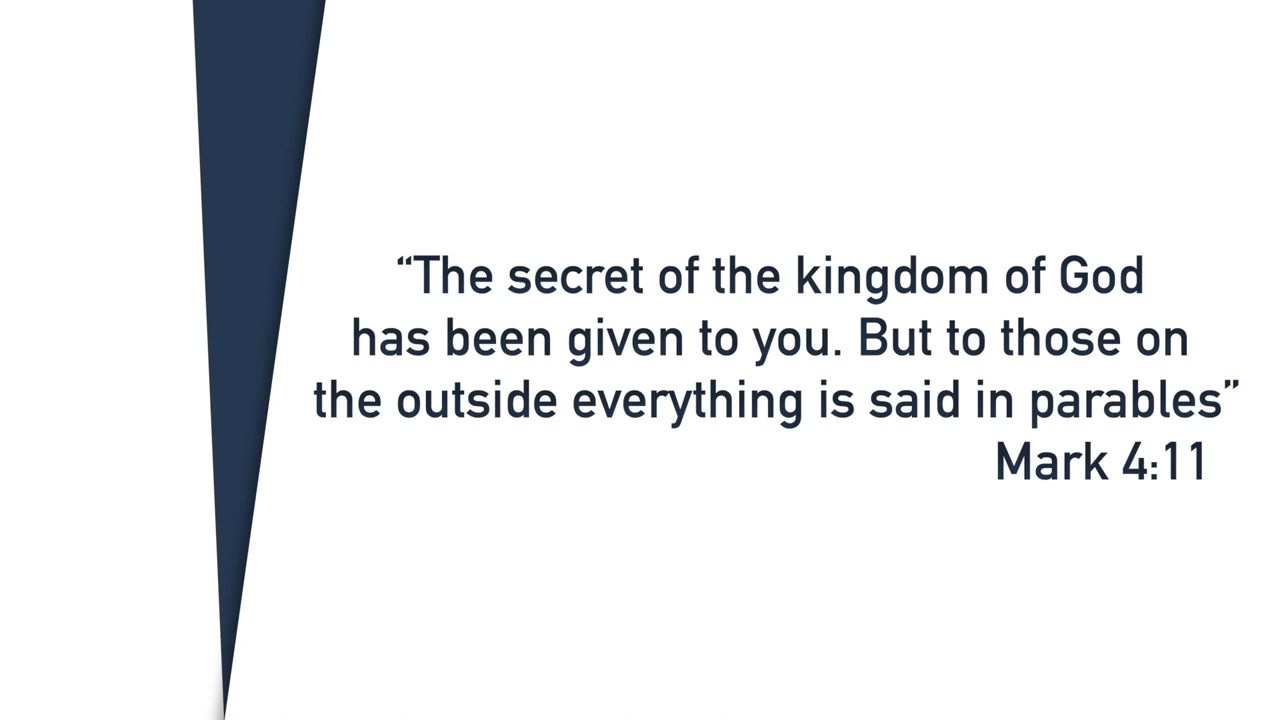 “The secret of the kingdom of God
has been given to you. But to those on
the outside everything is said in parables”
Mark 4:11